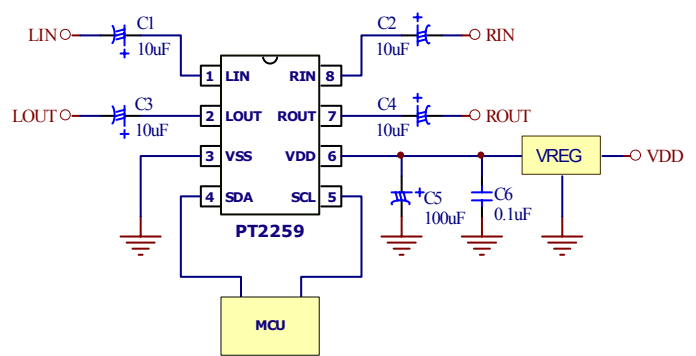 LIN
C1
+
10uF
C2
+
10uF
RIN
1
LIN
RIN
8
LOUT
C3
+
10uF
2
LOUT
ROUT
7
C4
10uF
+
ROUT
3
VSS
VDD
6
VREG
VDD
4
SDA
SCL
5
+
C5
100uF
C6
0.1uF
PT2259
MCU